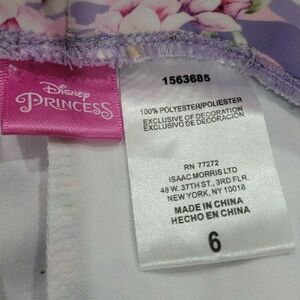 Disney
PRINCESS
1563685
100% POLYESTER/POLIESTER
EXCLUSIVE OF DECORATION
EXCLUSIVO DE DECORACIÓN
RN 77272
ISAAC MORRIS LTD
48 W. 37TH ST., 3RD FLR.
NEW YORK, NY 10018
MADE IN CHINA
HECHO EN CHINA
6